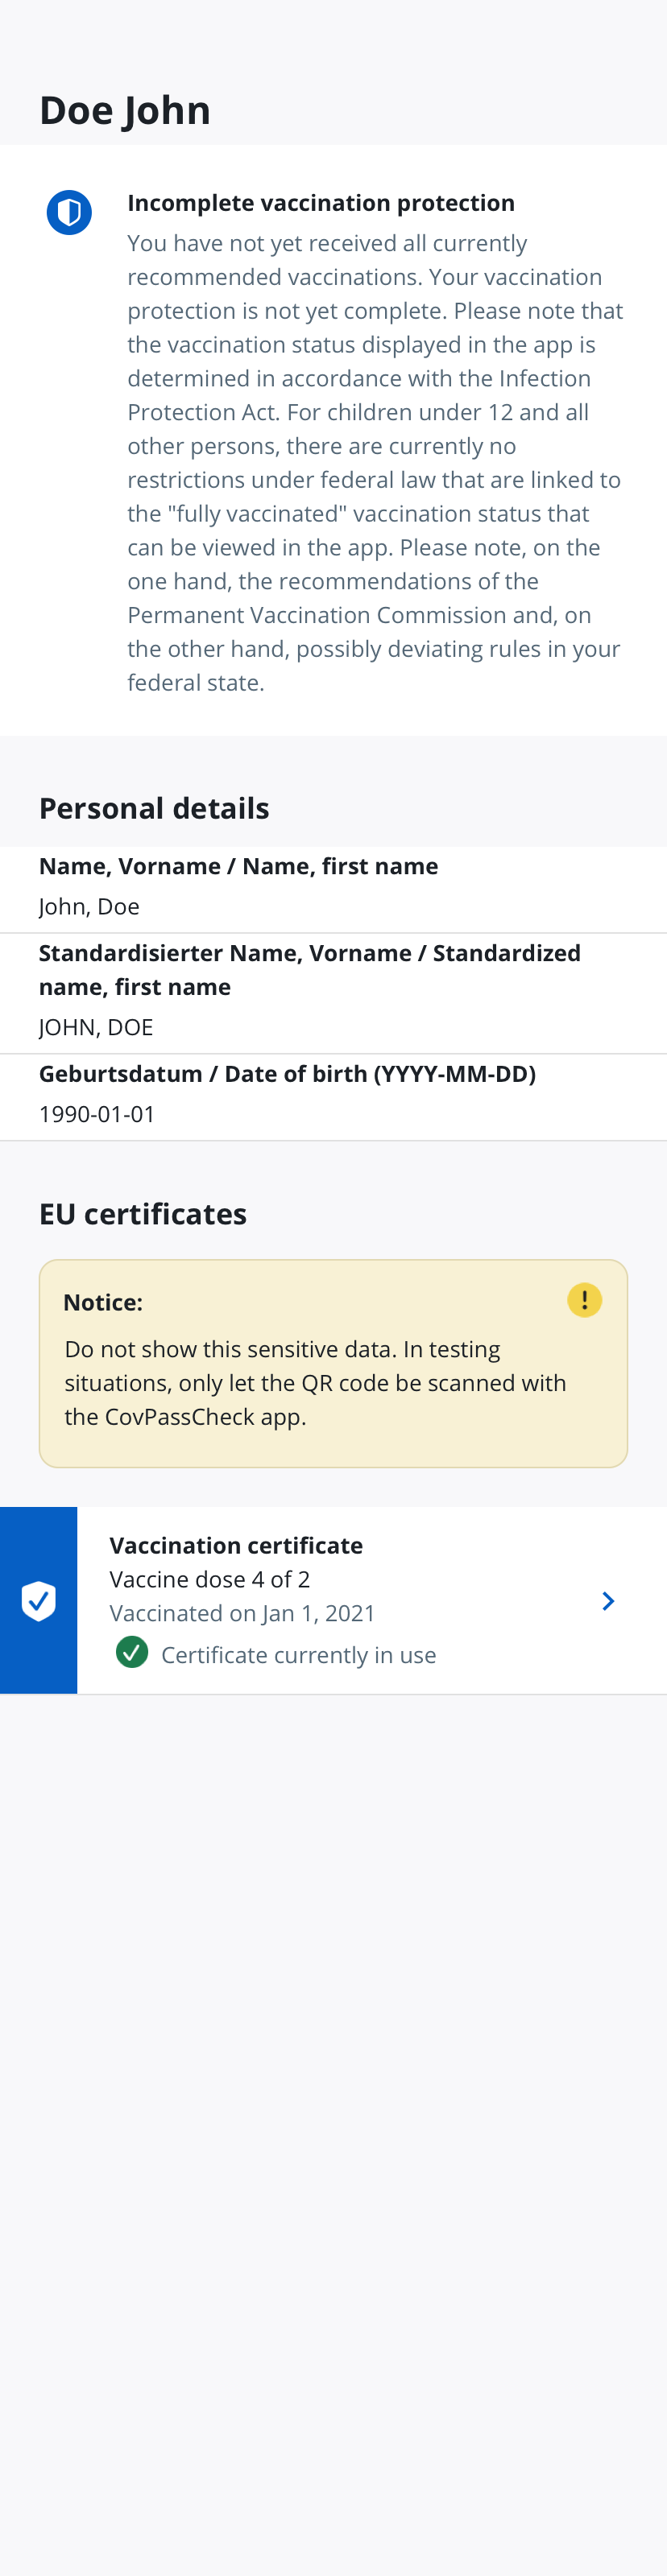 Doe John
Incomplete vaccination protection
You have not yet received all currently
recommended vaccinations. Your vaccination
protection is not yet complete. Please note that
the vaccination status displayed in the app is
determined in accordance with the Infection
Protection Act. For children under 12 and all
other persons, there are currently no
restrictions under federal law that are linked to
the "fully vaccinated" vaccination status that
can be viewed in the app. Please note, on the
one hand, the recommendations of the
Permanent Vaccination Commission and, on
the other hand, possibly deviating rules in your
federal state.
Personal details
Name, Vorname / Name, first name
John, Doe
Standardisierter Name, Vorname / Standardized
name, first name
JOHN, DOE
Geburtsdatum / Date of birth (YYYY-MM-DD)
1990-01-01
EU certificates
Notice:
Do not show this sensitive data. In testing
situations, only let the QR code be scanned with
the CovPassCheck app.
Vaccination certificate
Vaccine dose 4 of 2
Vaccinated on Jan 1, 2021
Certificate currently in use